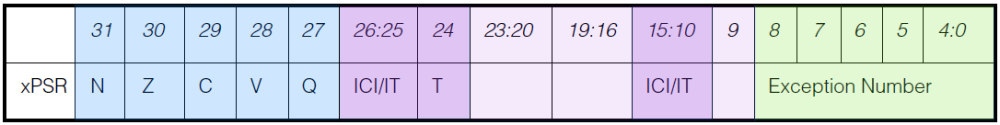 31 30 29 28 27 26:25 24 23:20 19:16 15:10 9 8 7 6 5 4:0
xPSR N Z C V Q ICI/IT T ICI/IT Exception Number